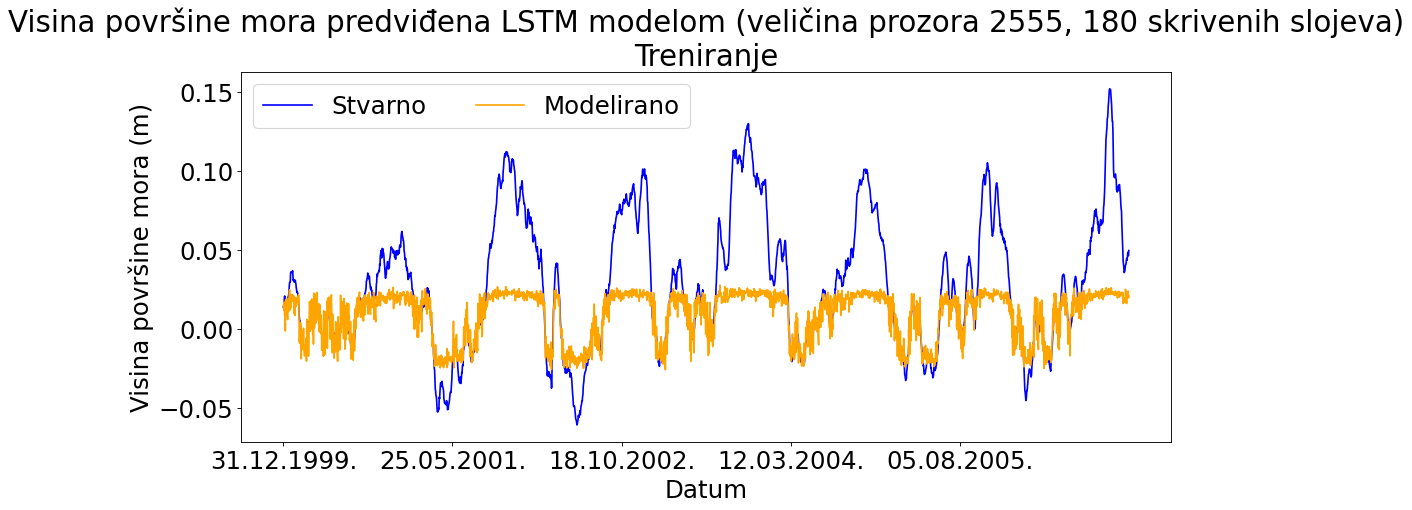 Visina površine mora predviđena LSTM modelom (veličina prozora 2555, 180 skrivenih slojeva)
Treniranje
Stvarno
Modelirano
Visina površine mora (m)
0.15
0.10
0.05
0.00
−0.05
31.12.1999.
25.05.2001.
18.10.2002.
12.03.2004.
05.08.2005.
Datum